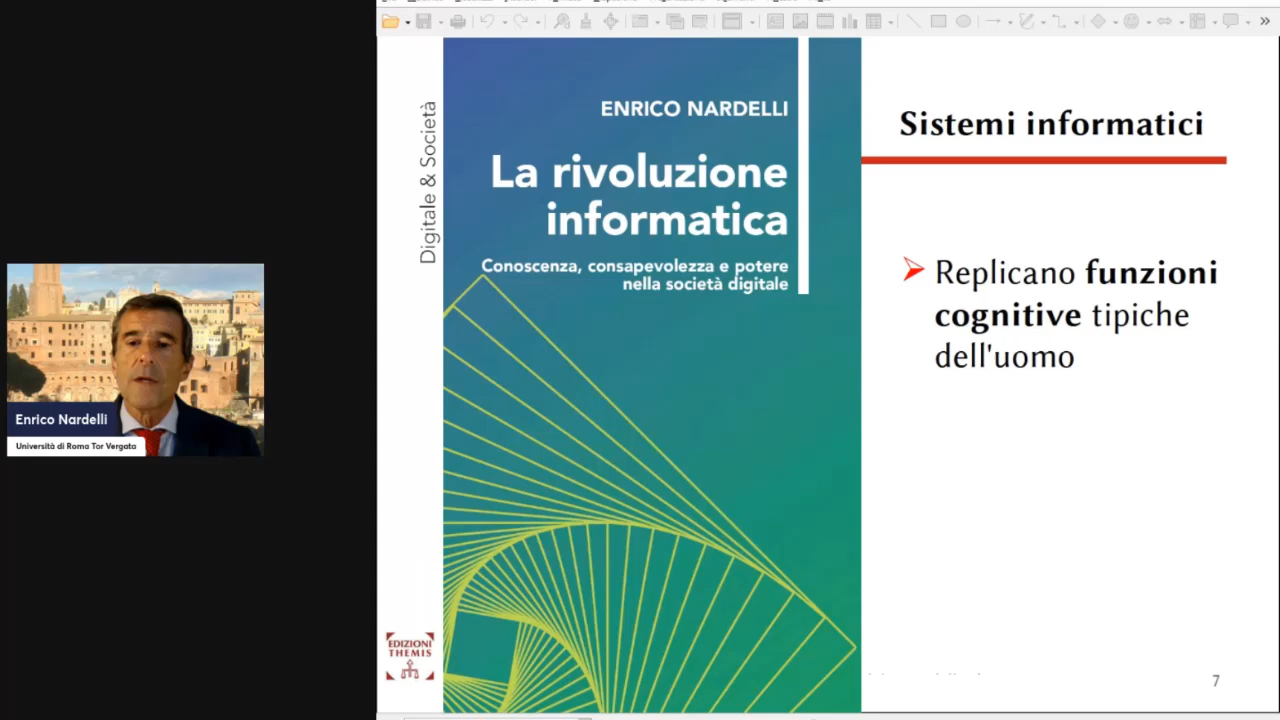 Digitale & Società
ENRICO NARDELLI
La rivoluzione
informatica
Conoscenza, consapevolezza e potere
nella società digitale
EDIZIONI
THEMIS
Sistemi informatici
Replicano funzioni
cognitive tipiche
dell'uomo
7
Enrico Nardelli
Università di Roma Tor Vergata